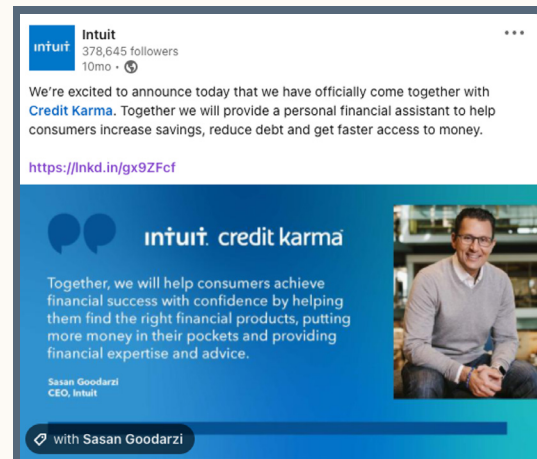 intuit
Intuit
378,645 followers
10mo •
We're excited to announce today that we have officially come together with
Credit Karma. Together we will provide a personal financial assistant to help
consumers increase savings, reduce debt and get faster access to money.
https://lnkd.in/gx9ZFcf
intuit credit karma
Together, we will help consumers achieve
financial success with confidence by helping
them find the right financial products, putting
more money in their pockets and providing
financial expertise and advice.
Sasan Goodarzi
CEO, Intuit
with Sasan Goodarzi